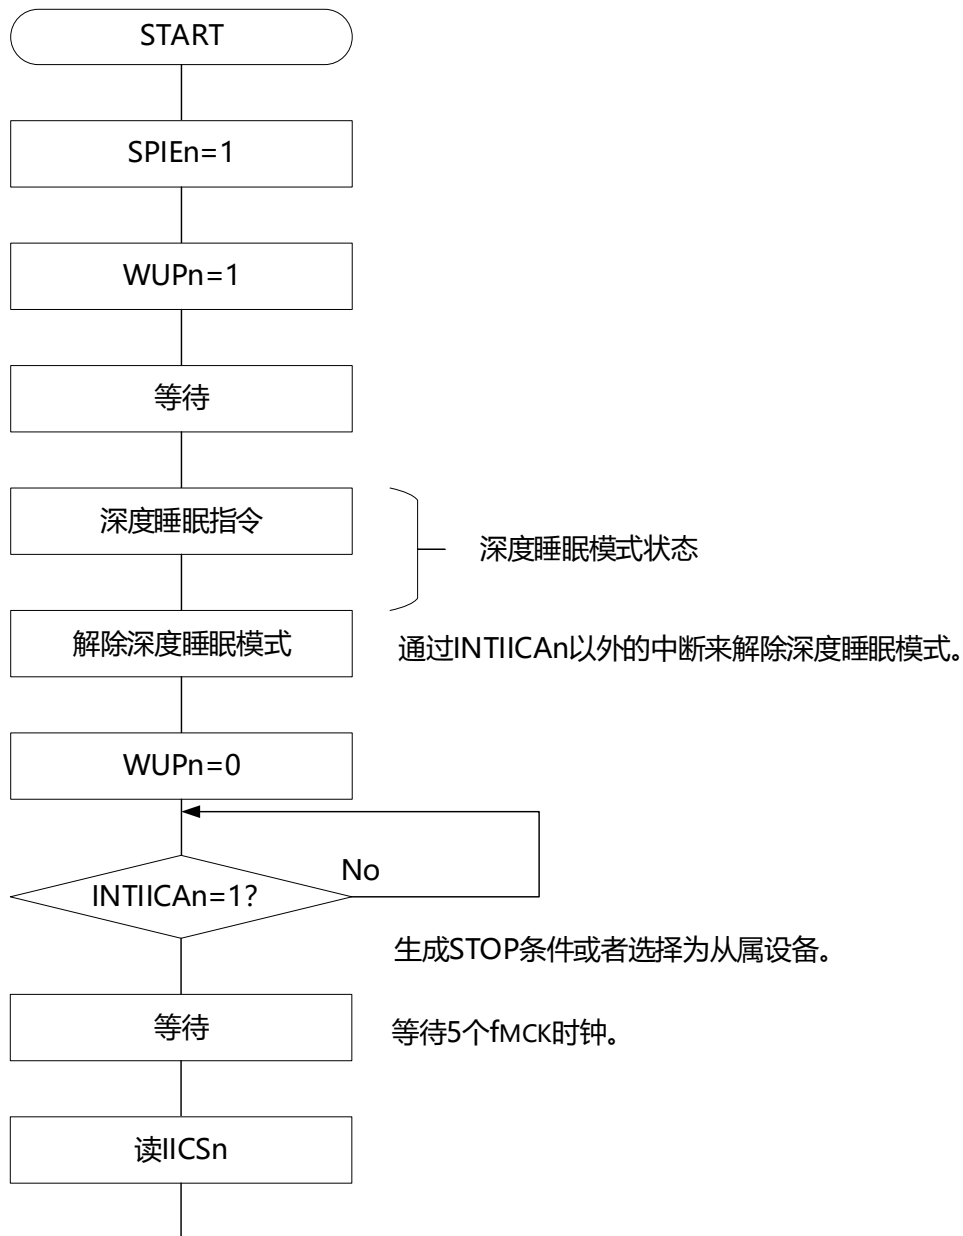 START
SPIEn=1
WUPn=1
等待
深度睡眠指令
深度睡眠模式状态
解除深度睡眠模式
通过INTIICAn以外的中断来解除深度睡眠模式。
WUPn=0
No
INTIICAn=1?
生成STOP条件或者选择为从属设备。
等待
等待5个fMCK时钟。
读IICSn